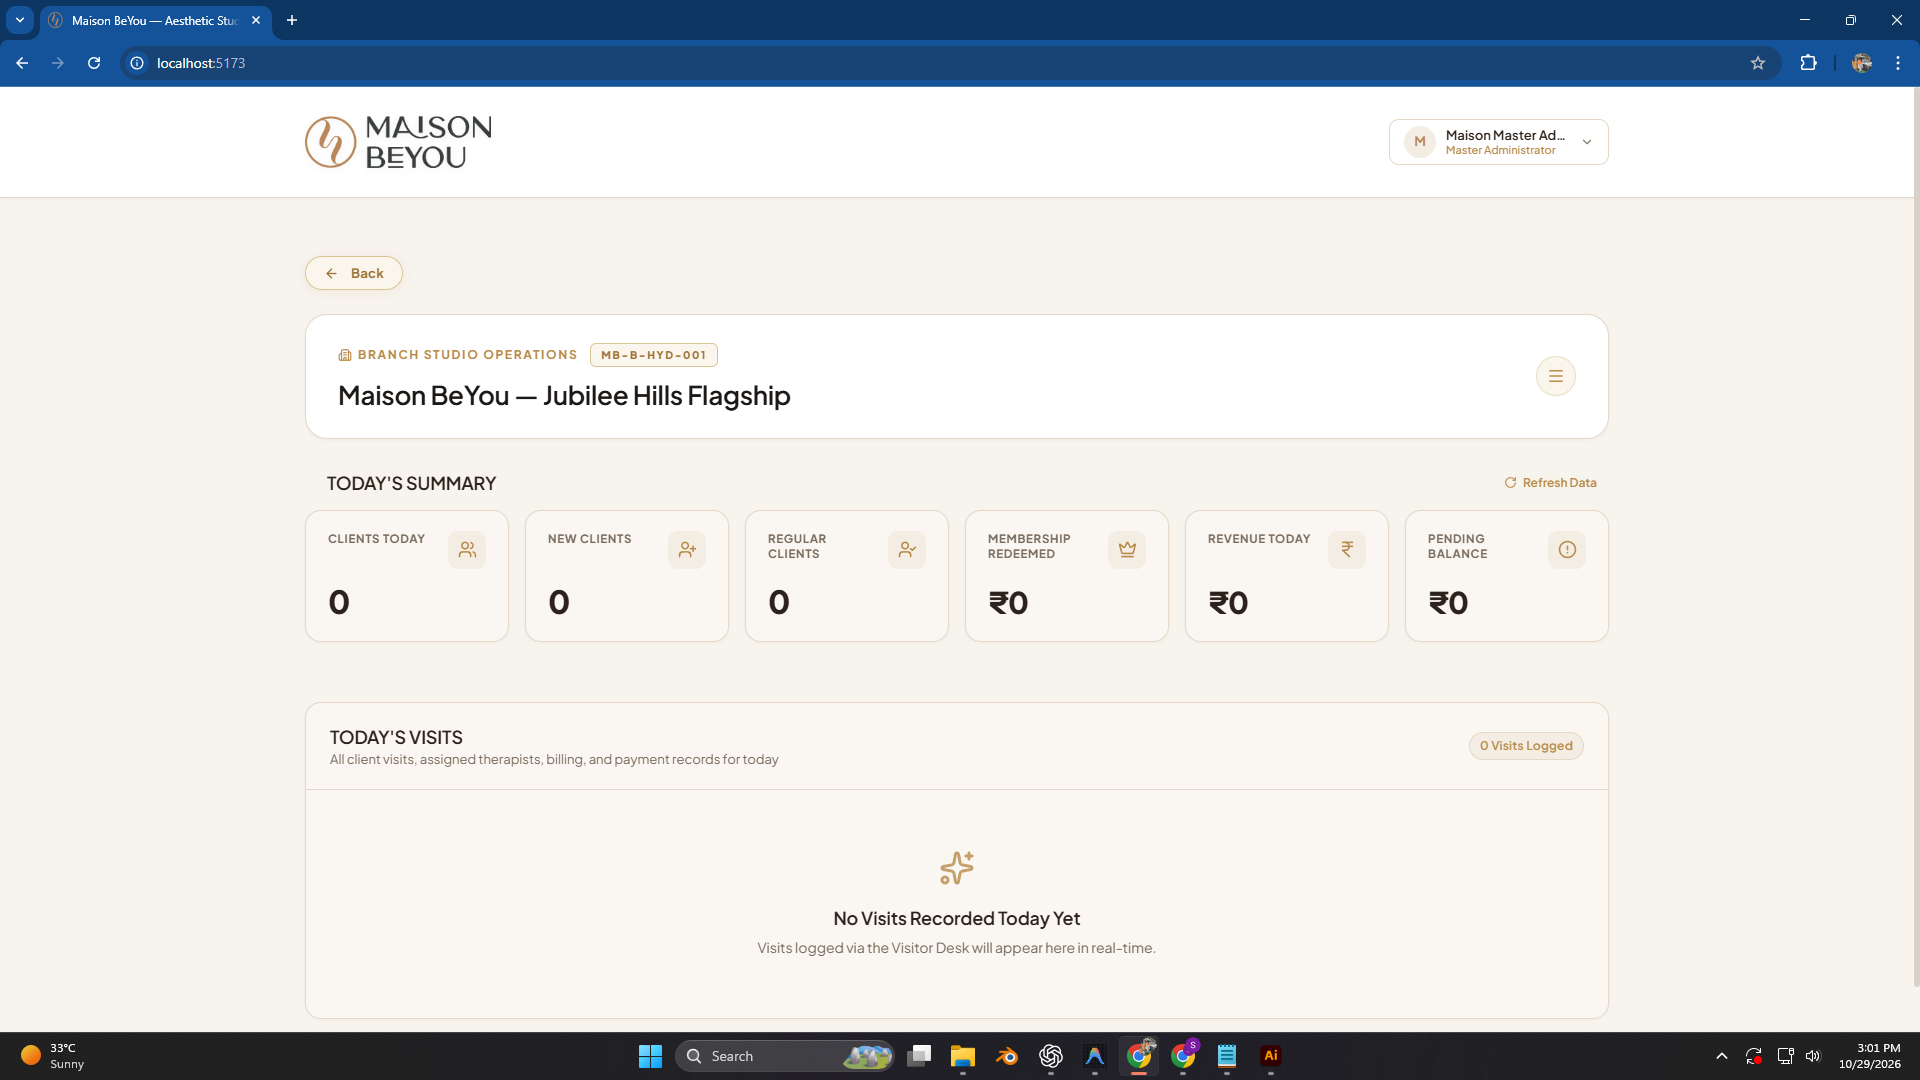 Maison BeYou — Aesthetic Stu
localhost:5173
MAISON
BEYOU
M
Maison Master Ad...
Master Administrator
Back
BRANCH STUDIO OPERATIONS
MB-B-HYD-001
Maison BeYou — Jubilee Hills Flagship
TODAY'S SUMMARY
Refresh Data
CLIENTS TODAY
0
NEW CLIENTS
0
REGULAR
CLIENTS
0
MEMBERSHIP
REDEEMED
₹0
REVENUE TODAY
₹0
PENDING
BALANCE
₹0
TODAY'S VISITS
All client visits, assigned therapists, billing, and payment records for today
0 Visits Logged
No Visits Recorded Today Yet
Visits logged via the Visitor Desk will appear here in real-time.
33°C
Sunny
Search
S
Ai
3:01 PM
10/29/2026